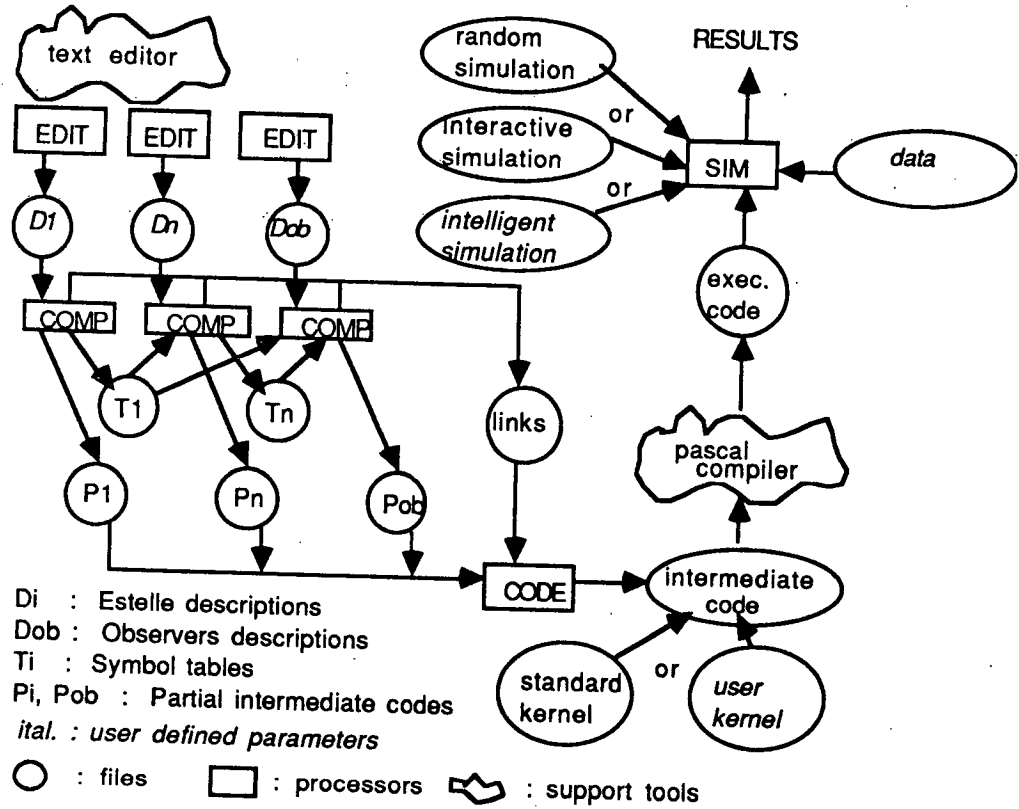 text editor
EDIT
EDIT
EDIT
D1
Dn
Dob
COMP
COMP
COMP
T1
Tn
P1
Pn
Pob
links
CODE
random
simulation
or
interactive
simulation
or
intelligent
simulation
RESULTS
SIM
data
exec.
code
pascal
compiler
intermediate
code
standard
kernel
or
user
kernel
Di : Estelle descriptions
Dob : Observers descriptions
Ti : Symbol tables
Pi, Pob : Partial intermediate codes
ital. : user defined parameters
: files
: processors
: support tools